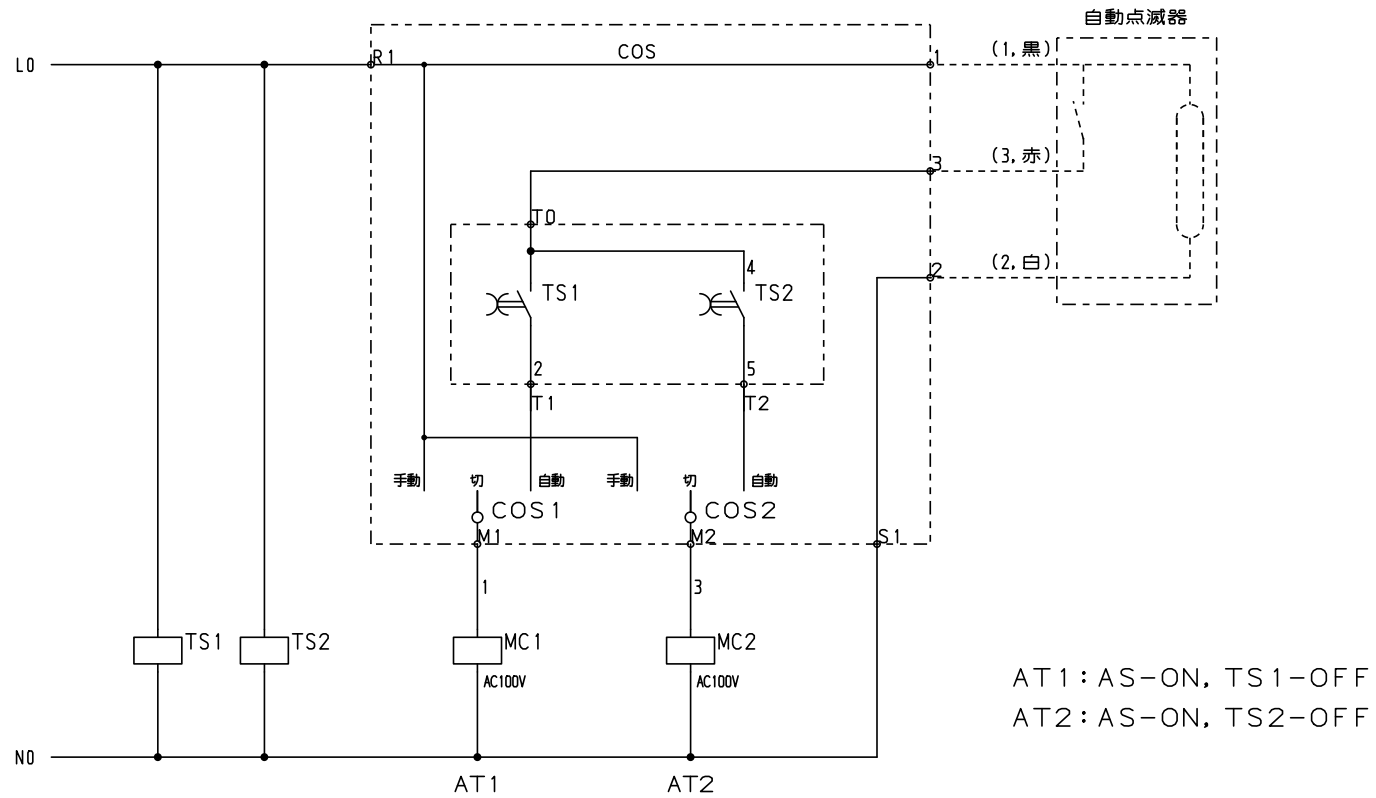 自動点滅器
L0
R1
COS
1
(1,黒)
3
(3,赤)
T0
4
TS1
TS2
2
(2,白)
2
5
T1
T2
手動
切
自動
手動
切
自動
COS1
COS2
M1
M2
S1
1
3
TS1
TS2
MC1
MC2
AC100V
AC100V
AT1:AS-ON, TS1-OFF
AT2:AS-ON, TS2-OFF
N0
AT1
AT2